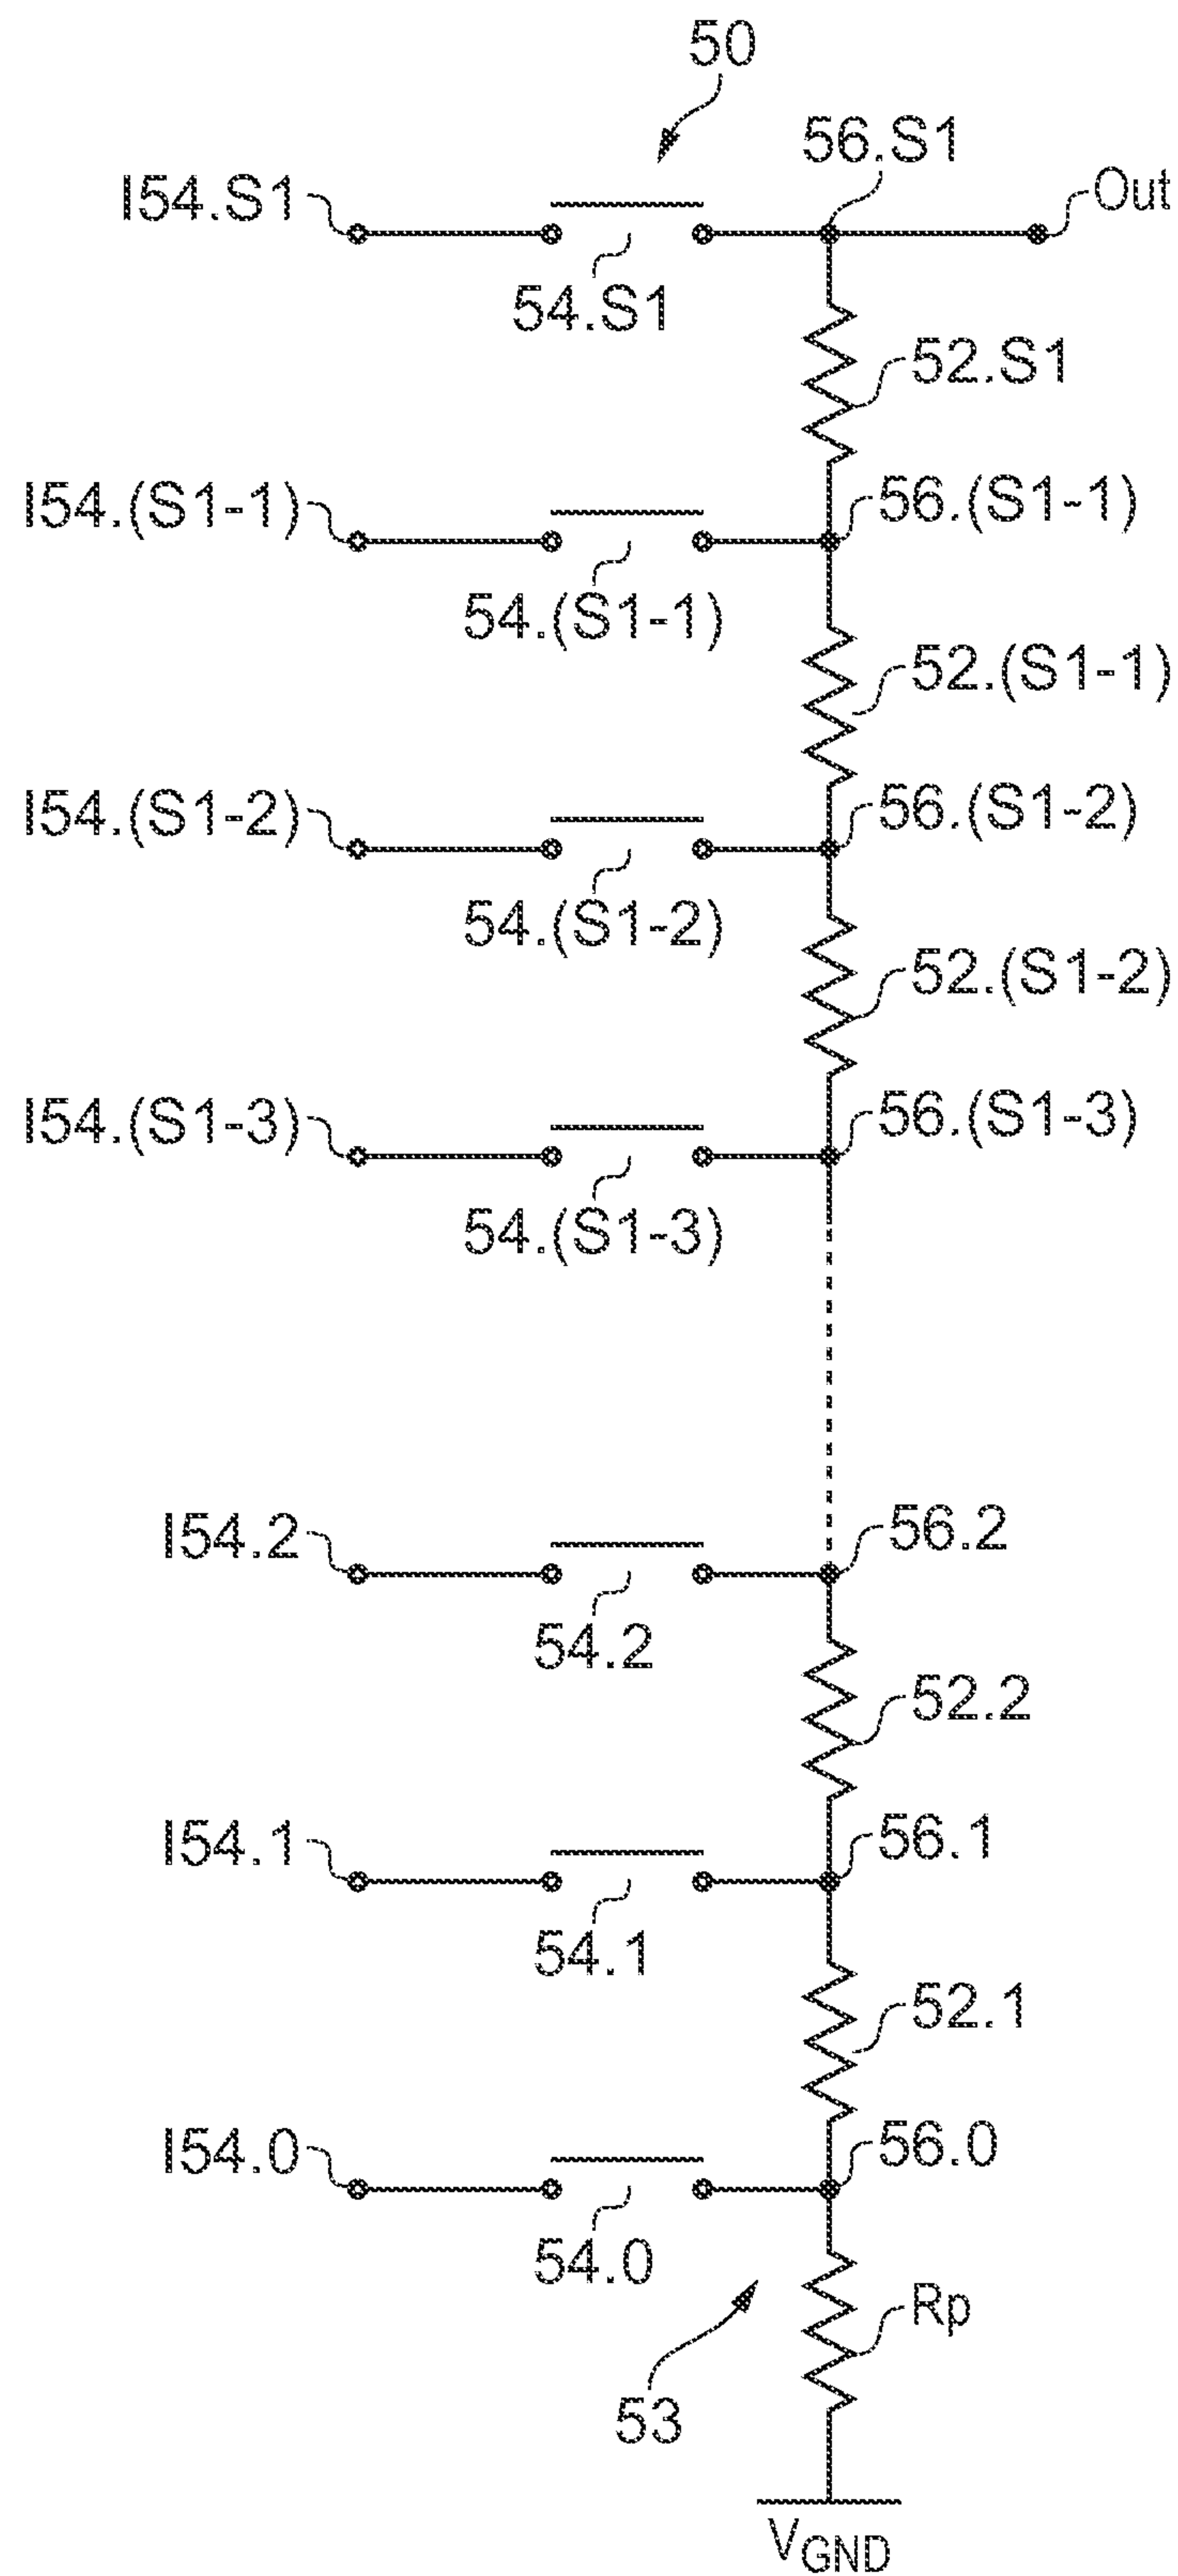 50
56.S1
I54.S1
Out
54.S1
52.S1
I54.(S1-1)
56.(S1-1)
54.(S1-1)
52.(S1-1)
I54.(S1-2)
56.(S1-2)
54.(S1-2)
52.(S1-2)
I54.(S1-3)
56.(S1-3)
54.(S1-3)
I54.2
56.2
54.2
52.2
I54.1
56.1
54.1
52.1
I54.0
56.0
54.0
Rp
53
VGND